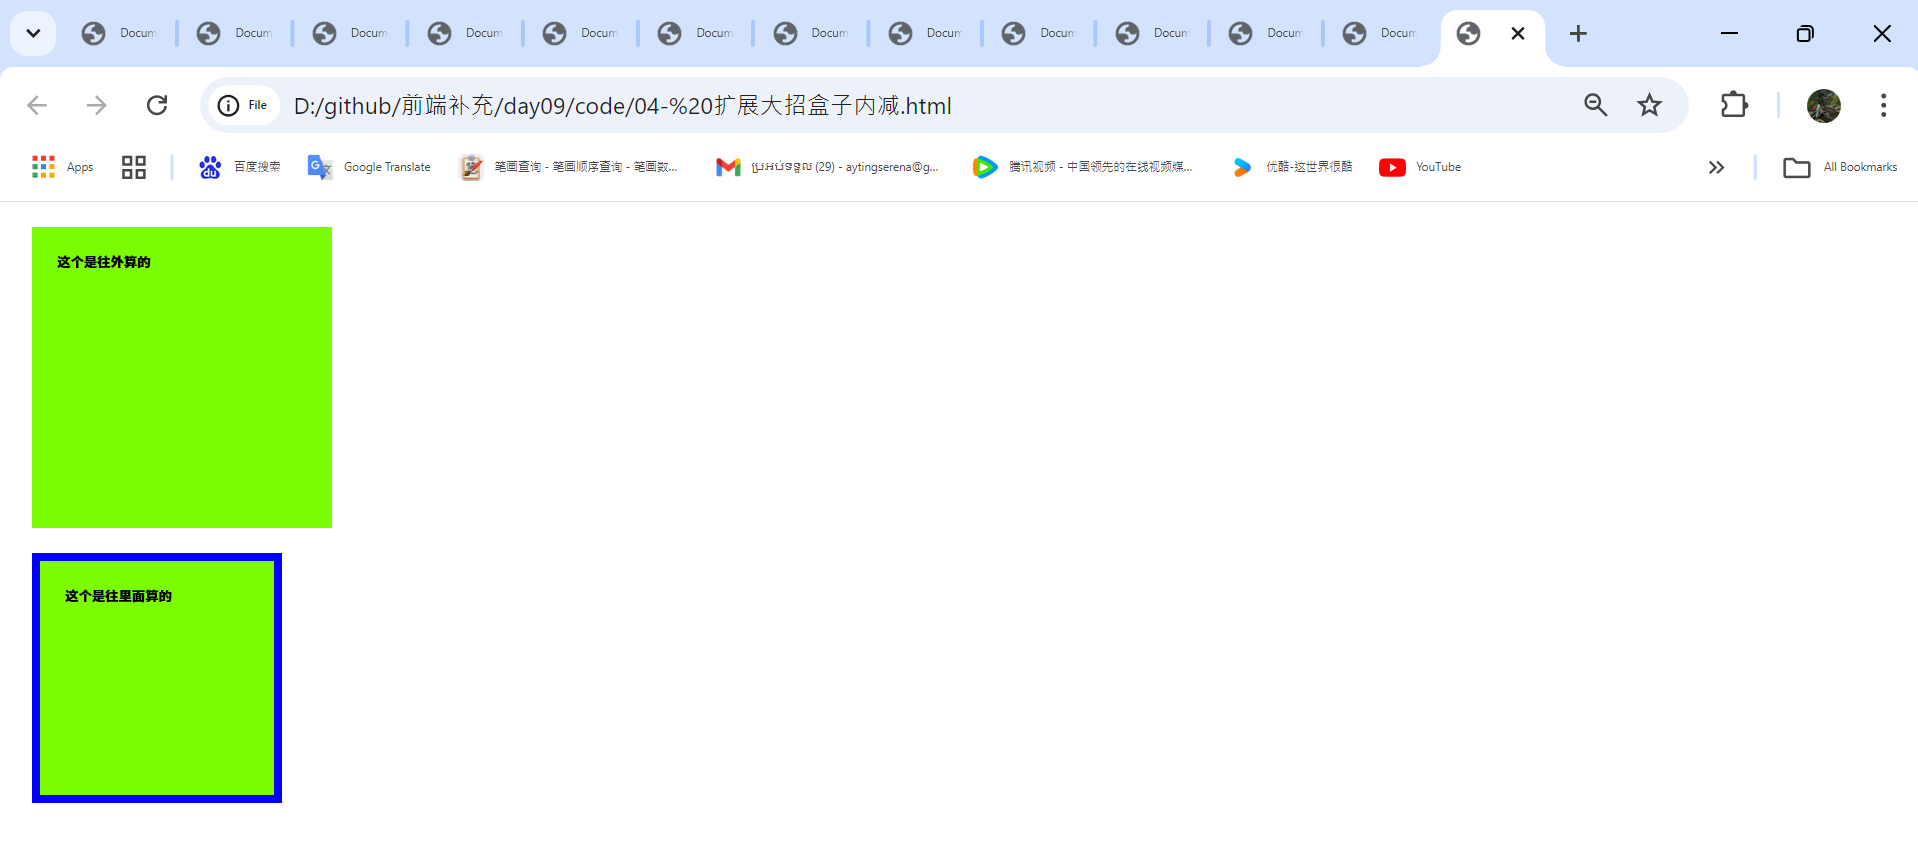 Docum Docum Docum Docum Docum Docum Docum Docum Docum Docum Docum Docum
File D:/github/前端补充/day09/code/04-%20扩展大招盒子内减.html
Apps 百度搜索 Google Translate 笔画查询 - 笔画顺序查询 - 笔画数... ប្រអប់ទទួល (29) - aytingserena@g... 腾讯视频 - 中国领先的在线视频媒... 优酷-这世界很酷 YouTube All Bookmarks
这个是往外算的
这个是往里面算的